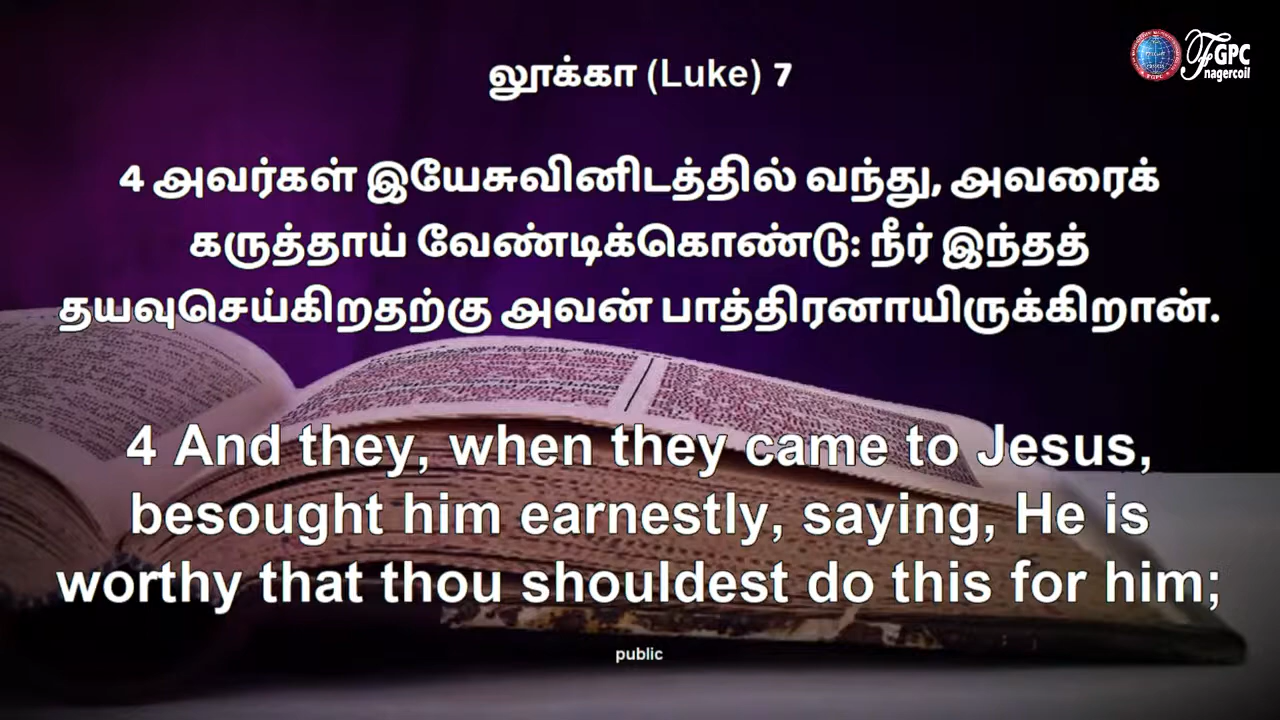 லூக்கா (Luke) 7
FGPC
nagercoil
4 அவர்கள் இயேசுவினிடத்தில் வந்து, அவரைக்
கருத்தாய் வேண்டிக்கொண்டு: நீர் இந்தத்
தயவுசெய்கிறதற்கு அவன் பாத்திரனாயிருக்கிறான்.
4 And they, when they came to Jesus,
besought him earnestly, saying, He is
worthy that thou shouldest do this for him;
public